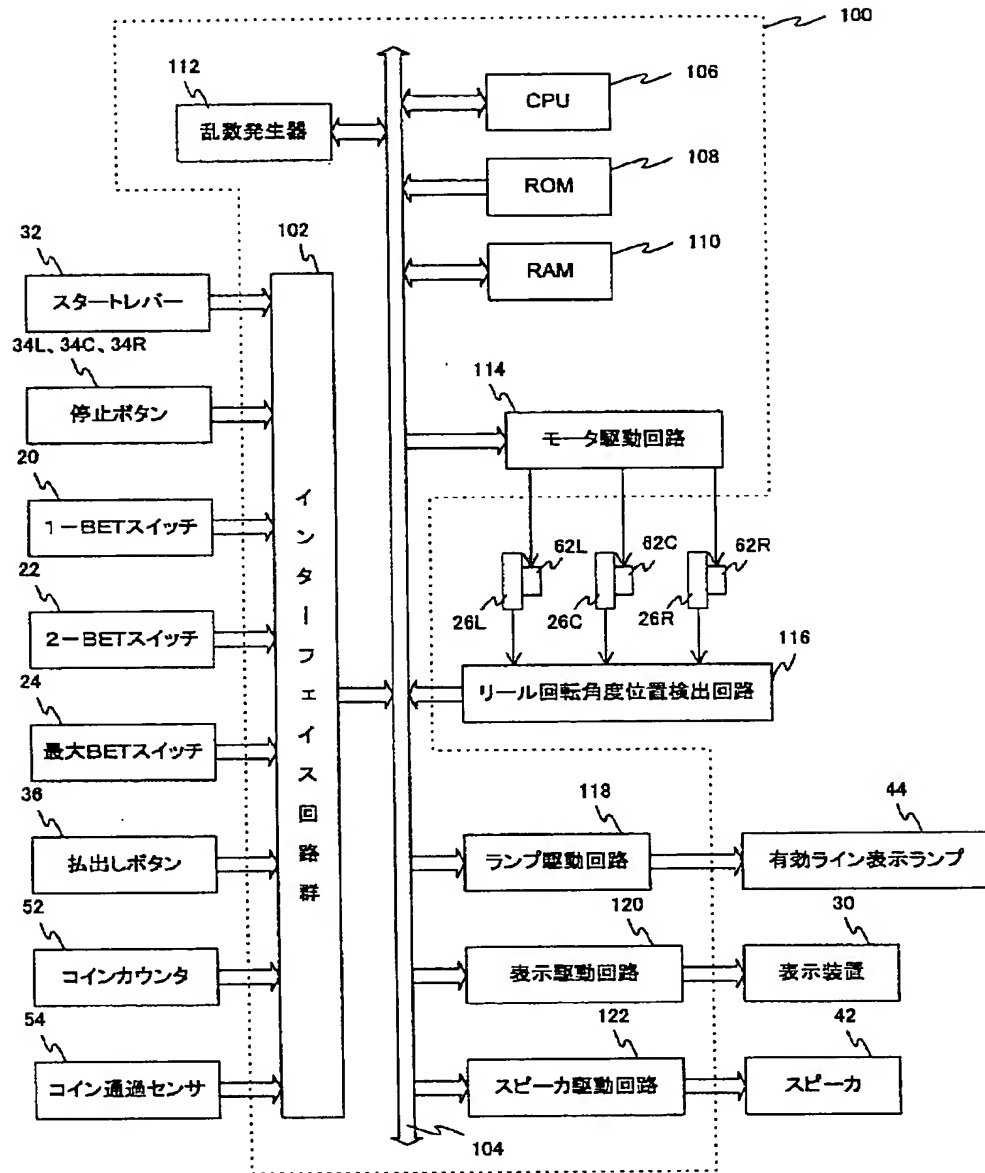 100
112
乱数発生器
106
CPU
108
ROM
110
RAM
32
スタートレバー
102
インターフェイス回路群
34L、34C、34R
停止ボタン
114
モータ駆動回路
20
1－BETスイッチ
62L
62C
62R
26L
26C
26R
22
2－BETスイッチ
116
リール回転角度位置検出回路
24
最大BETスイッチ
36
払出しボタン
118
ランプ駆動回路
44
有効ライン表示ランプ
52
コインカウンタ
120
表示駆動回路
30
表示装置
54
コイン通過センサ
122
スピーカ駆動回路
42
スピーカ
104